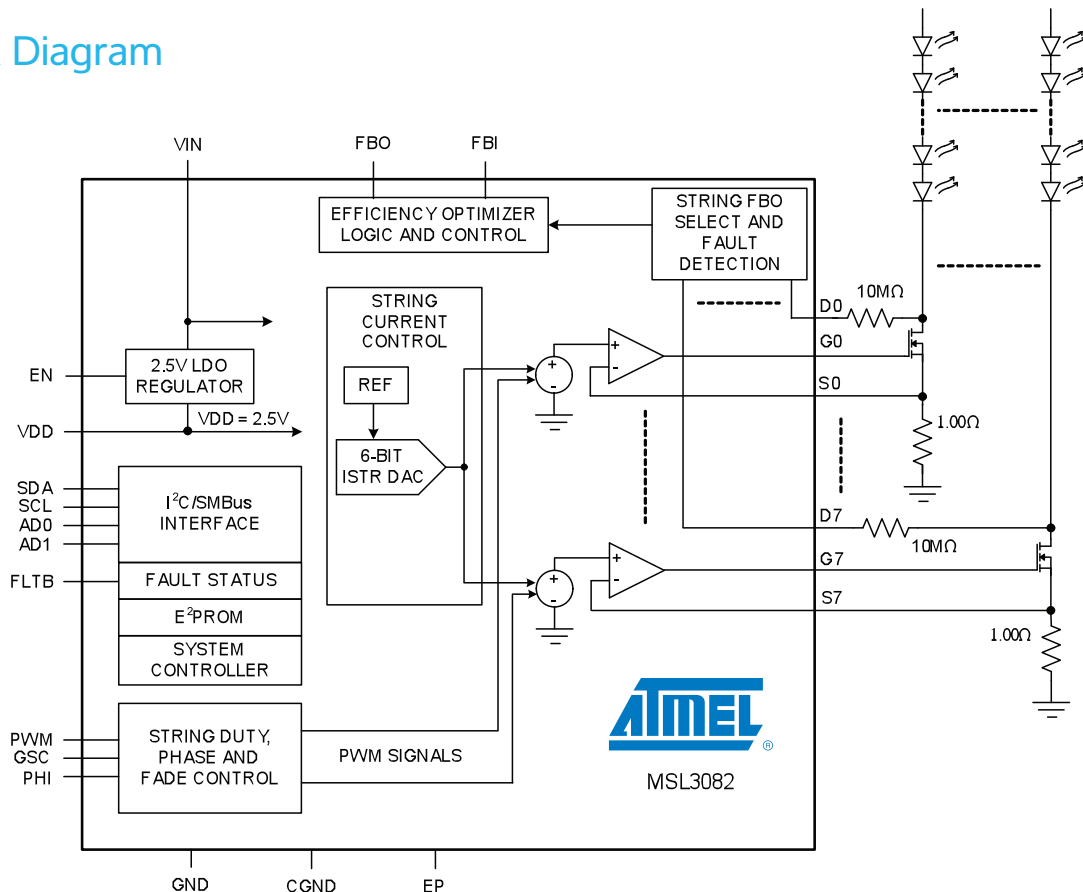 Diagram
VIN
FBO
FBI
EFFICIENCY OPTIMIZER
LOGIC AND CONTROL
STRING FBO
SELECT AND
FAULT
DETECTION
STRING
CURRENT
CONTROL
REF
6-BIT
ISTR DAC
2.5V LDO
REGULATOR
VDD = 2.5V
EN
VDD
SDA
SCL
AD0
AD1
FLTB
I²C/SMBus
INTERFACE
FAULT STATUS
E²PROM
SYSTEM
CONTROLLER
PWM
GSC
PHI
STRING DUTY,
PHASE AND
FADE CONTROL
PWM SIGNALS
+
-
+
-
+
-
+
-
D0
10MΩ
G0
S0
1.00Ω
D7
10MΩ
G7
S7
1.00Ω
ATMEL
®
MSL3082
GND
CGND
EP